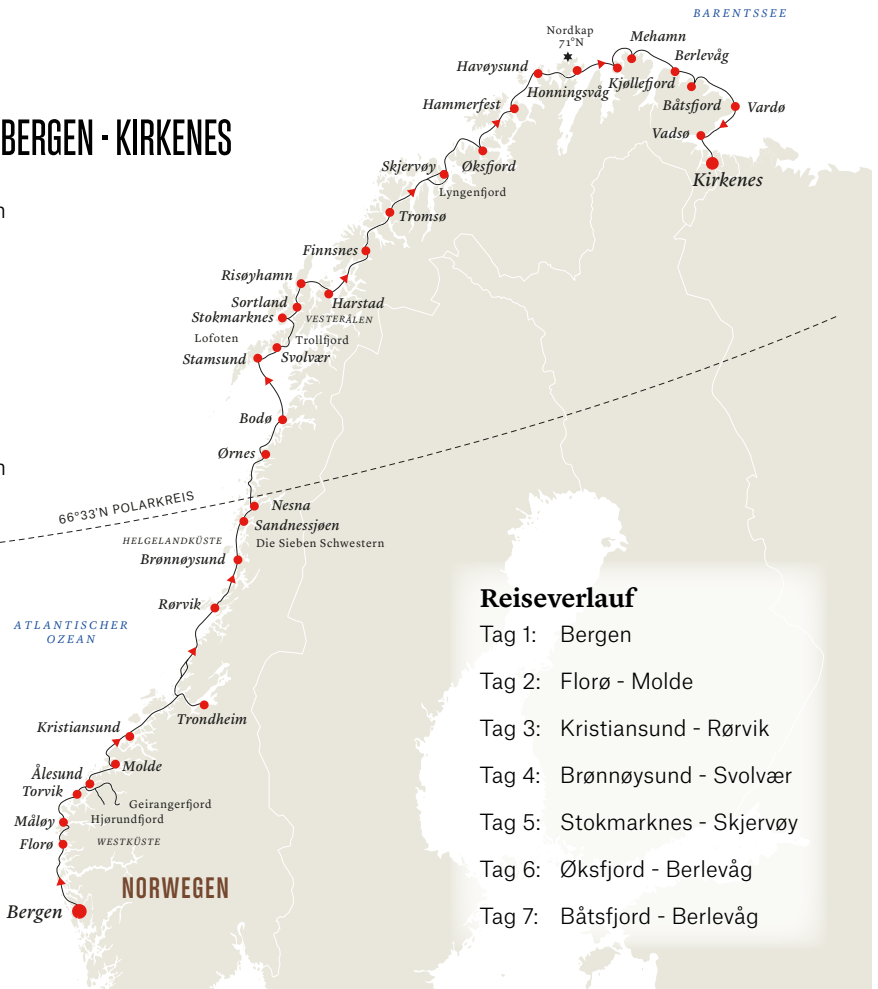 BARENTSSEE
Nordkap
71°N
Mehamn
Berlevåg
Havøysund
Kjøllefjord
Honningsvåg
Hammerfest
Båtsfjord
Vardø
BERGEN · KIRKENES
Vadsø
Skjervøy
Øksfjord
Kirkenes
Lyngenfjord
n
Tromsø
Finnsnes
Risøyhamn
Sortland
Harstad
Stokmarknes
VESTERÅLEN
Lofoten
Trollfjord
Stamsund
Svolvær
Bodø
Ørnes
n
66°33'N POLARKREIS
Nesna
Sandnessjøen
HELGELANDKÜSTE
Die Sieben Schwestern
Brønnøysund
Rørvik
ATLANTISCHER
OZEAN
Trondheim
Kristiansund
Molde
Ålesund
Torvik
Geirangerfjord
Hjørundfjord
Måløy
Florø
WESTKÜSTE
NORWEGEN
Bergen
Reiseverlauf
Tag 1: Bergen
Tag 2: Florø - Molde
Tag 3: Kristiansund - Rørvik
Tag 4: Brønnøysund - Svolvær
Tag 5: Stokmarknes - Skjervøy
Tag 6: Øksfjord - Berlevåg
Tag 7: Båtsfjord - Berlevåg